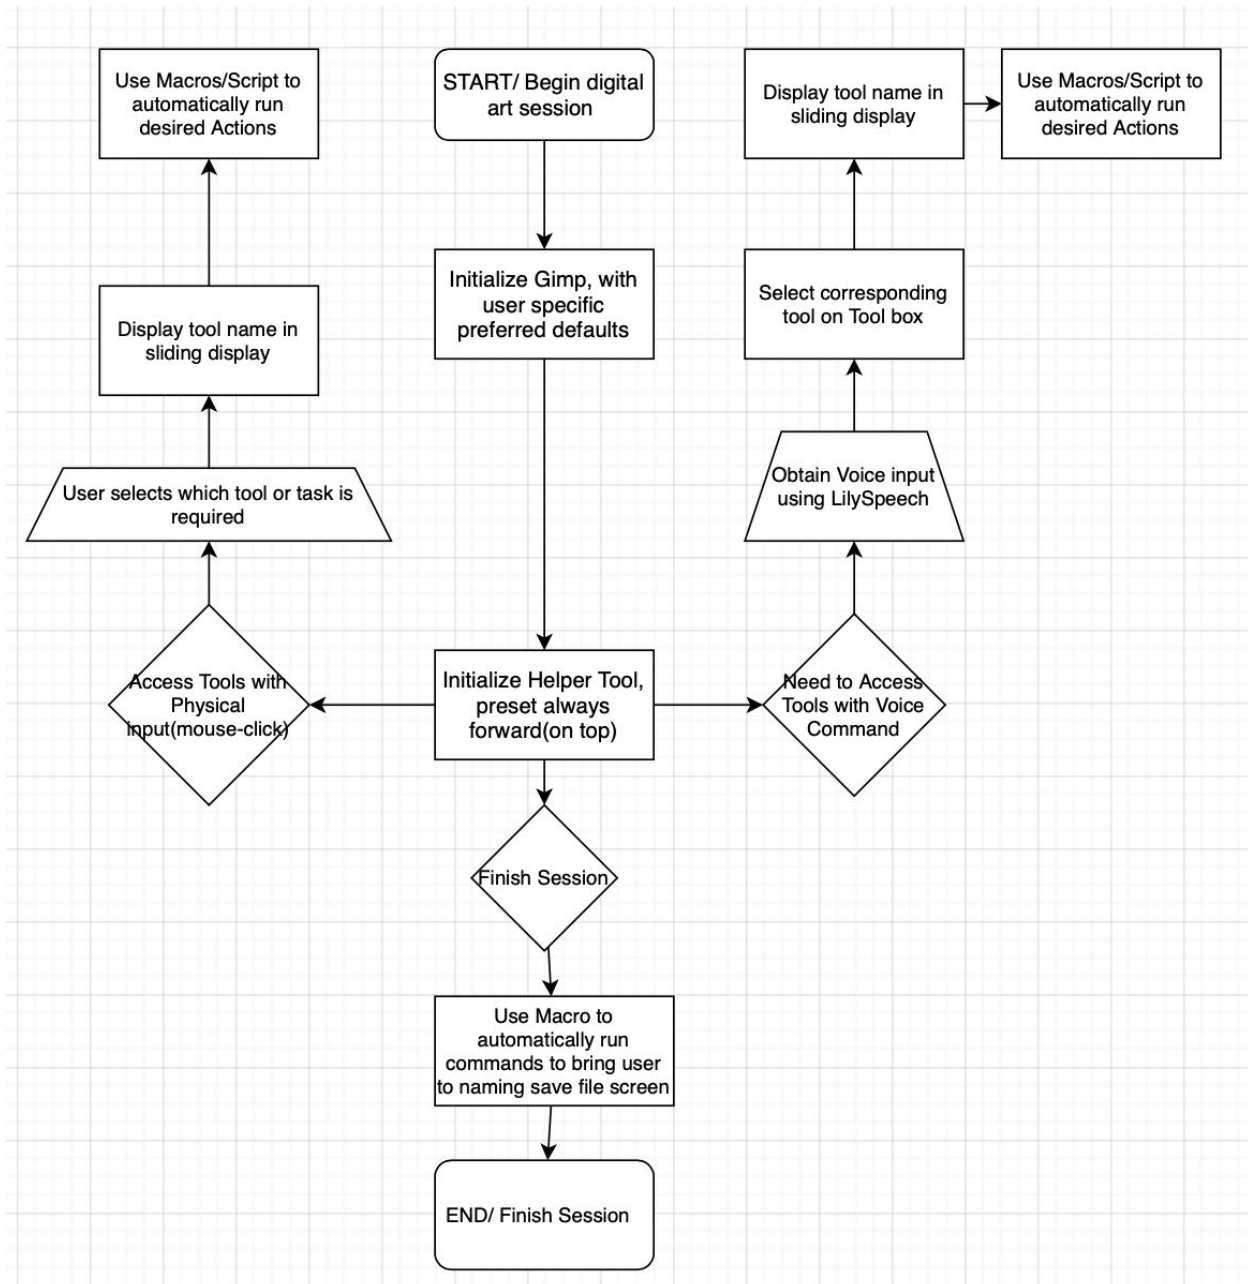 Use Macros/Script to
automatically run
desired Actions
START/ Begin digital
art session
Display tool name in
sliding display
Use Macros/Script to
automatically run
desired Actions
Initialize Gimp, with
user specific
preferred defaults
Select corresponding
tool on Tool box
Display tool name in
sliding display
User selects which tool or task is
required
Obtain Voice input
using LilySpeech
Access Tools with
Physical
input(mouse-click)
Initialize Helper Tool,
preset always
forward(on top)
Need to Access
Tools with Voice
Command
Finish Session
Use Macro to
automatically run
commands to bring user
to naming save file screen
END/ Finish Session